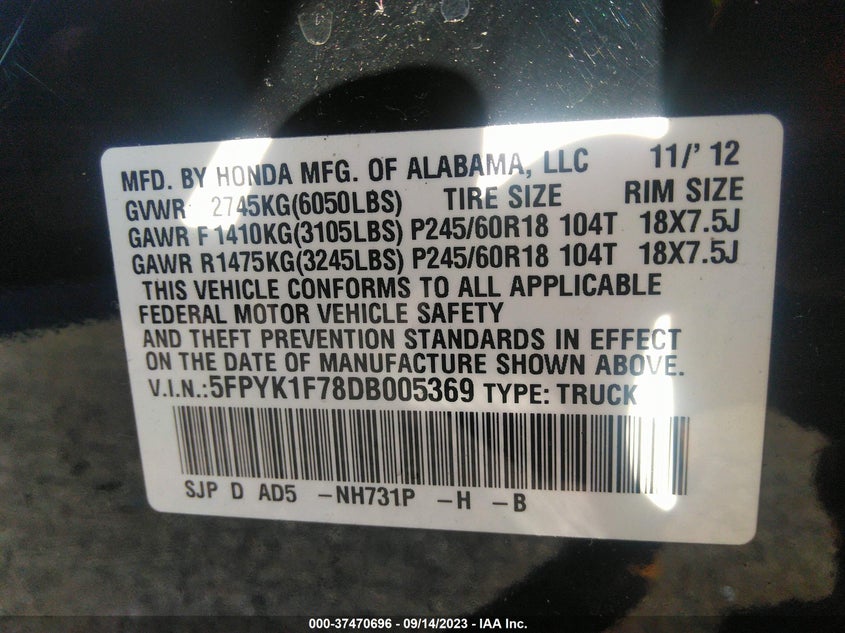 MFD. BY HONDA MFG. OF ALABAMA, LLC 11/'12
GVWR 2745KG(6050LBS) TIRE SIZE RIM SIZE
GAWR F 1410KG(3105LBS) P245/60R18 104T 18X7.5J
GAWR R1475KG(3245LBS) P245/60R18 104T 18X7.5J
THIS VEHICLE CONFORMS TO ALL APPLICABLE
FEDERAL MOTOR VEHICLE SAFETY
AND THEFT PREVENTION STANDARDS IN EFFECT
ON THE DATE OF MANUFACTURE SHOWN ABOVE.
V.I.N.:5FPYK1F78DB005369 TYPE: TRUCK
SJP D AD5 -NH731P -H -B
000-37470696 - 09/14/2023 - IAA Inc.